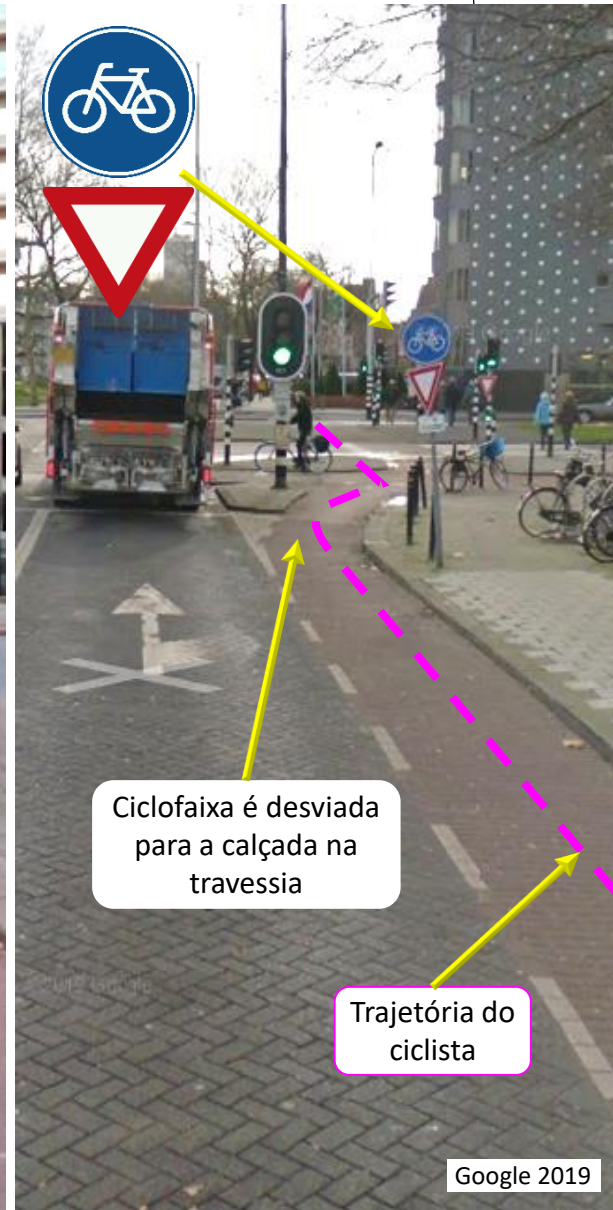 Ciclofaixa é desviada
para a calçada na
travessia
Trajetória do
ciclista
Google 2019